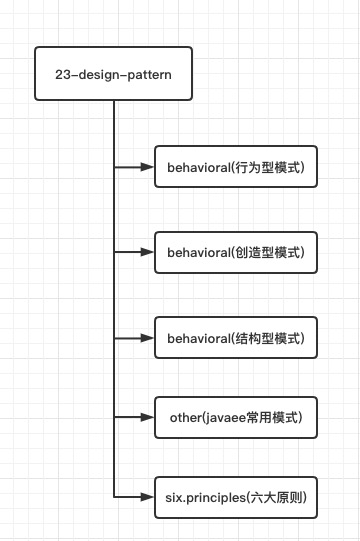 23-design-pattern
behavioral(行为型模式)
behavioral(创造型模式)
behavioral(结构型模式)
other(javaee常用模式)
six.principles(六大原则)